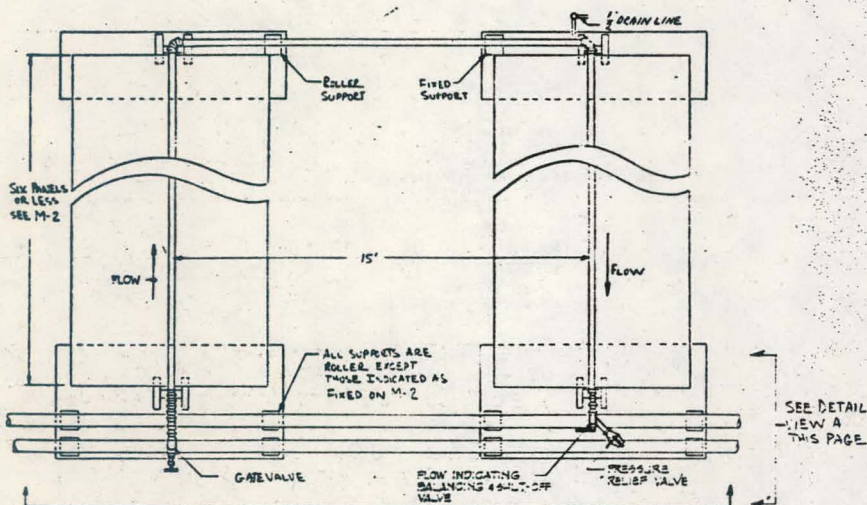 1/2" DRAIN LINE
ROLLER
SUPPORT
FIXED
SUPPORT
SIX PANELS
OR LESS
SEE M-2
15'
FLOW
FLOW
ALL SUPPORTS ARE
ROLLER EXCEPT
THOSE INDICATED AS
FIXED ON M-2
SEE DETAIL
VIEW A
THIS PAGE
GATE VALVE
FLOW INDICATING
BALANCING & SHUT-OFF
VALVE
PRESSURE
RELIEF VALVE